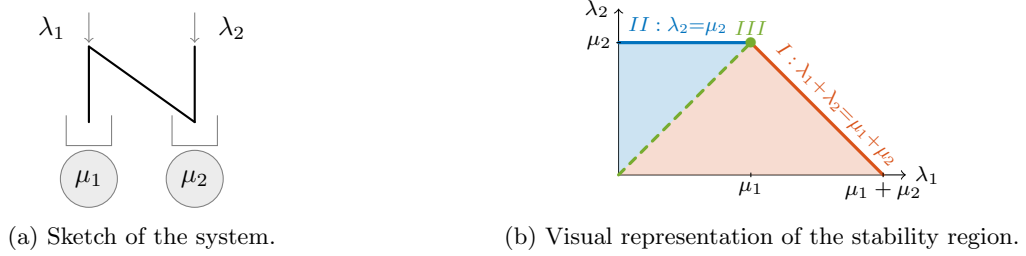 λ₁
λ₂
μ₁
μ₂
(a) Sketch of the system.
λ₂
II : λ₂=μ₂
III
μ₂
I : λ₁+λ₂=μ₁+μ₂
λ₁
μ₁
μ₁ + μ₂
(b) Visual representation of the stability region.